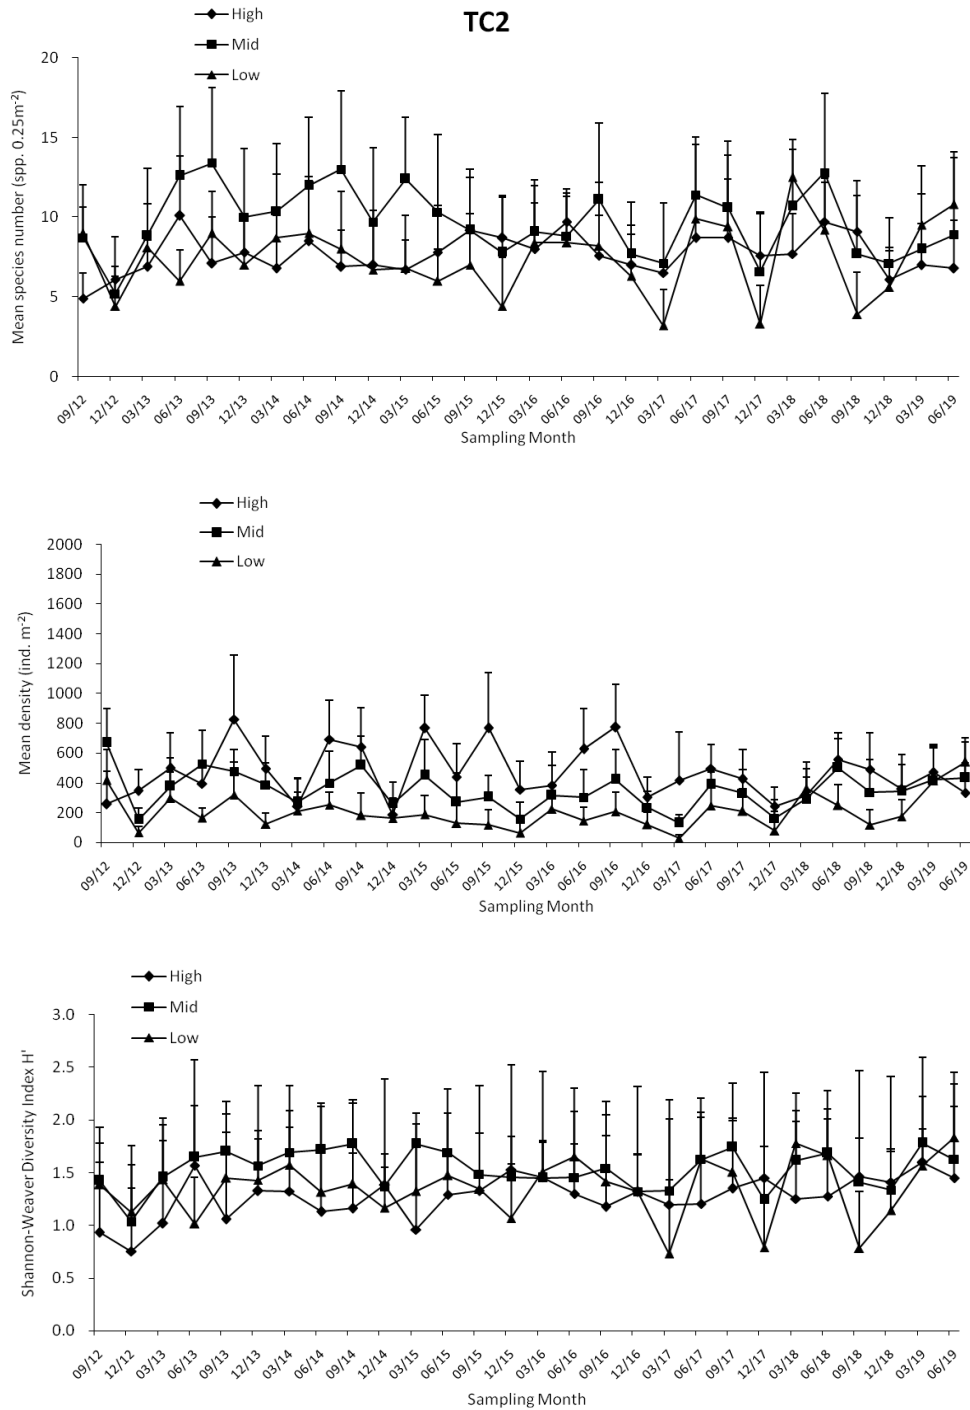 TC2
High
Mid
Low
Mean species number (spp. 0.25m⁻²)
20
15
10
5
0
09/12 12/12 03/13 06/13 09/13 12/13 03/14 06/14 09/14 12/14 03/15 06/15 09/15 12/15 03/16 06/16 09/16 12/16 03/17 06/17 09/17 12/17 03/18 06/18 09/18 12/18 03/19 06/19
Sampling Month
High
Mid
Low
Mean density (ind. m⁻²)
2000
1800
1600
1400
1200
1000
800
600
400
200
0
09/12 12/12 03/13 06/13 09/13 12/13 03/14 06/14 09/14 12/14 03/15 06/15 09/15 12/15 03/16 06/16 09/16 12/16 03/17 06/17 09/17 12/17 03/18 06/18 09/18 12/18 03/19 06/19
Sampling Month
High
Mid
Low
Shannon-Weaver Diversity Index H'
3.0
2.5
2.0
1.5
1.0
0.5
0.0
09/12 12/12 03/13 06/13 09/13 12/13 03/14 06/14 09/14 12/14 03/15 06/15 09/15 12/15 03/16 06/16 09/16 12/16 03/17 06/17 09/17 12/17 03/18 06/18 09/18 12/18 03/19 06/19
Sampling Month